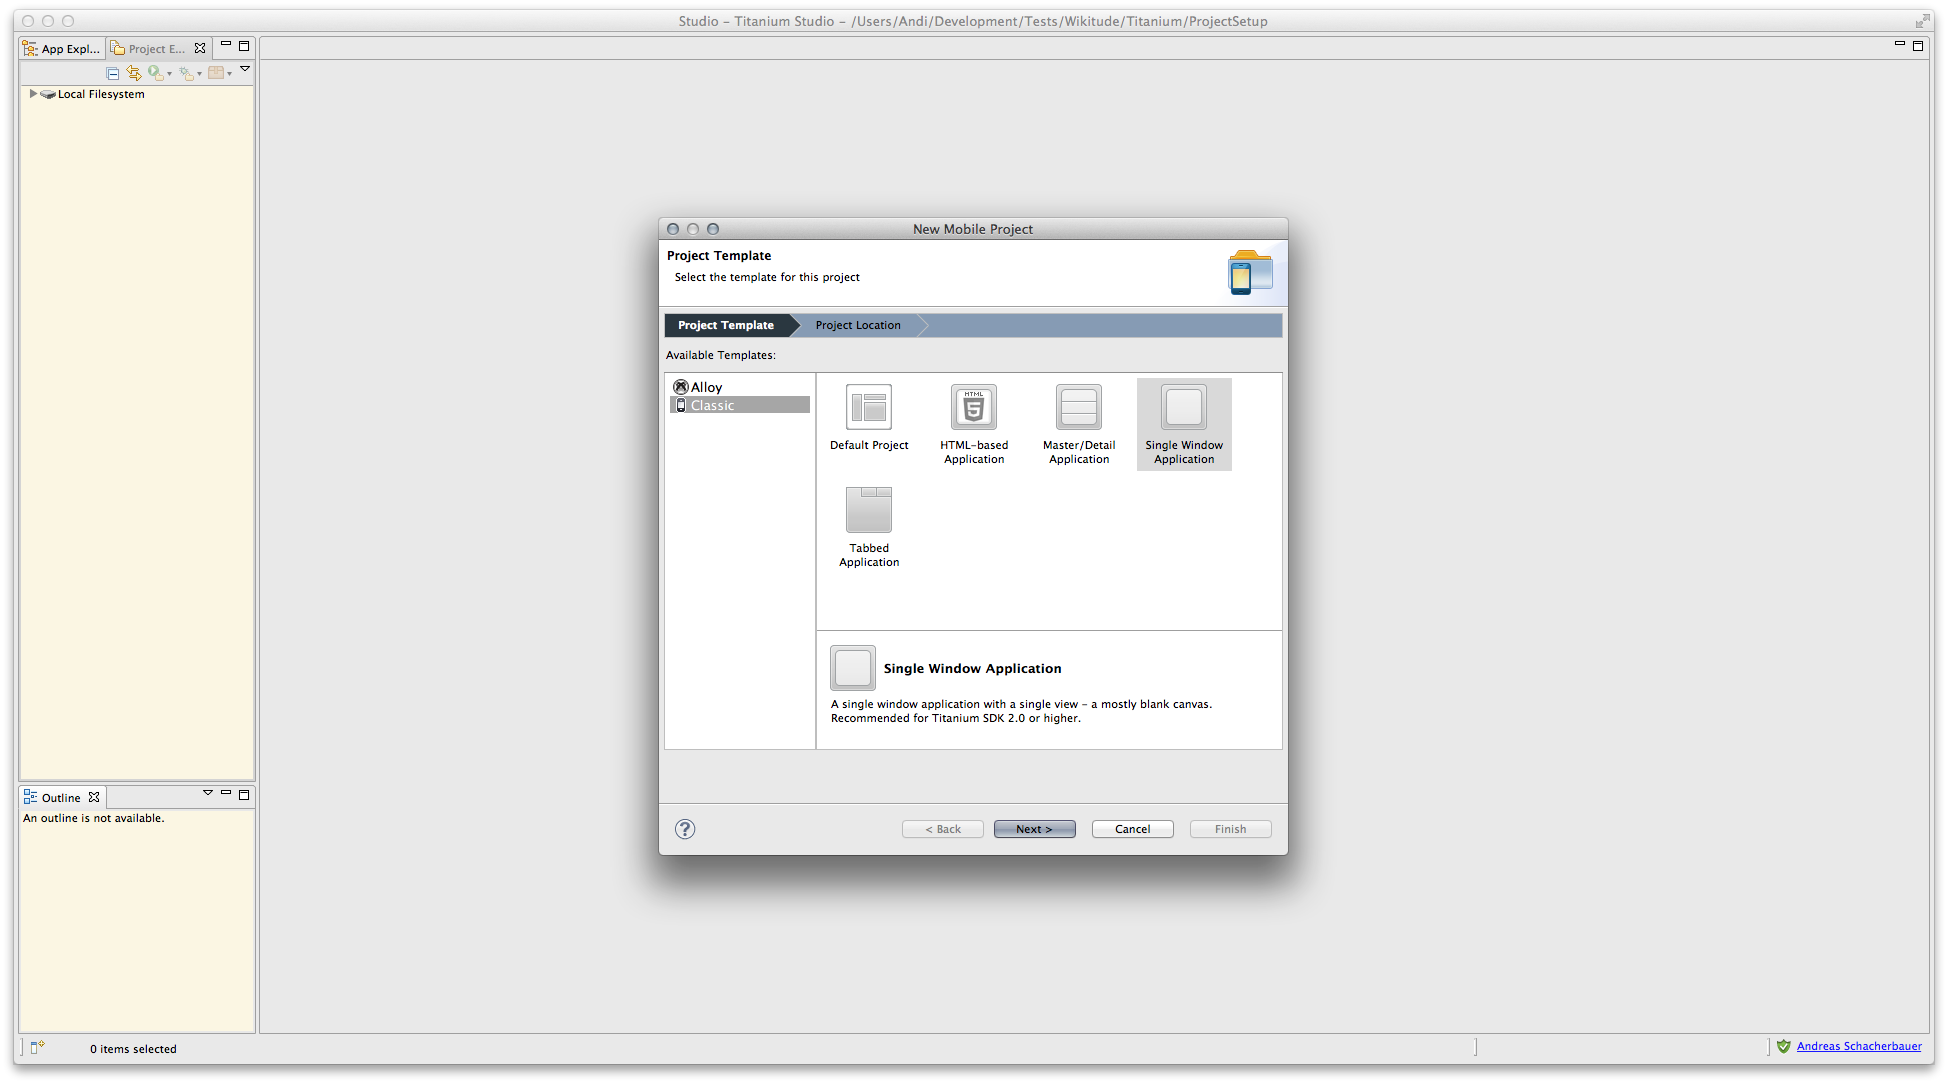 Studio – Titanium Studio – /Users/Andi/Development/Tests/Wikitude/Titanium/ProjectSetup
App Expl...
Project E...
Local Filesystem
New Mobile Project
Project Template
Select the template for this project
Project Template
Project Location
Available Templates:
Alloy
Classic
Default Project
HTML
5
HTML-based
Application
Master/Detail
Application
Single Window
Application
Tabbed
Application
Single Window Application
A single window application with a single view – a mostly blank canvas.
Recommended for Titanium SDK 2.0 or higher.
?
< Back
Next >
Cancel
Finish
Outline
An outline is not available.
0 items selected
Andreas Schacherbauer